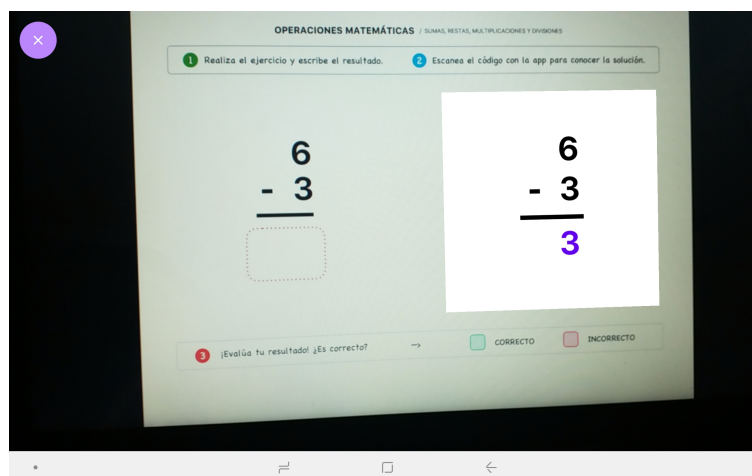 OPERACIONES MATEMÁTICAS / SUMAS, RESTAS, MULTIPLICACIONES Y DIVISIONES
1 Realiza el ejercicio y escribe el resultado. 2 Escanea el código con la app para conocer la solución.
6
- 3
6
- 3
3
3 ¡Evalúa tu resultado! ¿Es correcto? → CORRECTO INCORRECTO